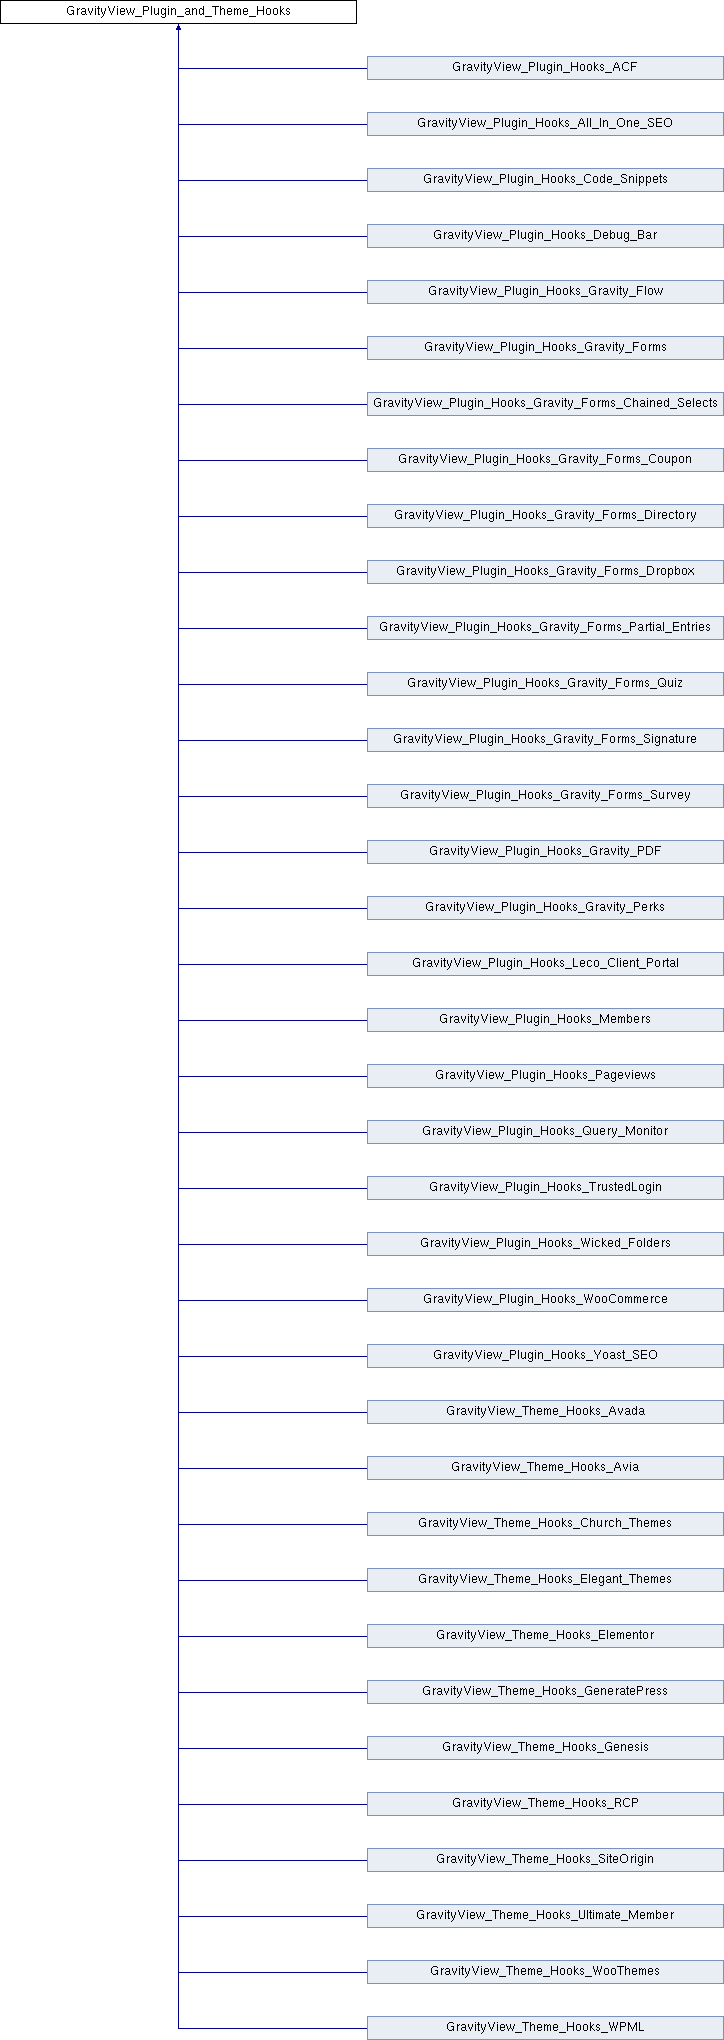 GravityView_Plugin_and_Theme_Hooks
GravityView_Plugin_Hooks_ACF
GravityView_Plugin_Hooks_All_In_One_SEO
GravityView_Plugin_Hooks_Code_Snippets
GravityView_Plugin_Hooks_Debug_Bar
GravityView_Plugin_Hooks_Gravity_Flow
GravityView_Plugin_Hooks_Gravity_Forms
GravityView_Plugin_Hooks_Gravity_Forms_Chained_Selects
GravityView_Plugin_Hooks_Gravity_Forms_Coupon
GravityView_Plugin_Hooks_Gravity_Forms_Directory
GravityView_Plugin_Hooks_Gravity_Forms_Dropbox
GravityView_Plugin_Hooks_Gravity_Forms_Partial_Entries
GravityView_Plugin_Hooks_Gravity_Forms_Quiz
GravityView_Plugin_Hooks_Gravity_Forms_Signature
GravityView_Plugin_Hooks_Gravity_Forms_Survey
GravityView_Plugin_Hooks_Gravity_PDF
GravityView_Plugin_Hooks_Gravity_Perks
GravityView_Plugin_Hooks_Leco_Client_Portal
GravityView_Plugin_Hooks_Members
GravityView_Plugin_Hooks_Pageviews
GravityView_Plugin_Hooks_Query_Monitor
GravityView_Plugin_Hooks_TrustedLogin
GravityView_Plugin_Hooks_Wicked_Folders
GravityView_Plugin_Hooks_WooCommerce
GravityView_Plugin_Hooks_Yoast_SEO
GravityView_Theme_Hooks_Avada
GravityView_Theme_Hooks_Avia
GravityView_Theme_Hooks_Church_Themes
GravityView_Theme_Hooks_Elegant_Themes
GravityView_Theme_Hooks_Elementor
GravityView_Theme_Hooks_GeneratePress
GravityView_Theme_Hooks_Genesis
GravityView_Theme_Hooks_RCP
GravityView_Theme_Hooks_SiteOrigin
GravityView_Theme_Hooks_Ultimate_Member
GravityView_Theme_Hooks_WooThemes
GravityView_Theme_Hooks_WPML